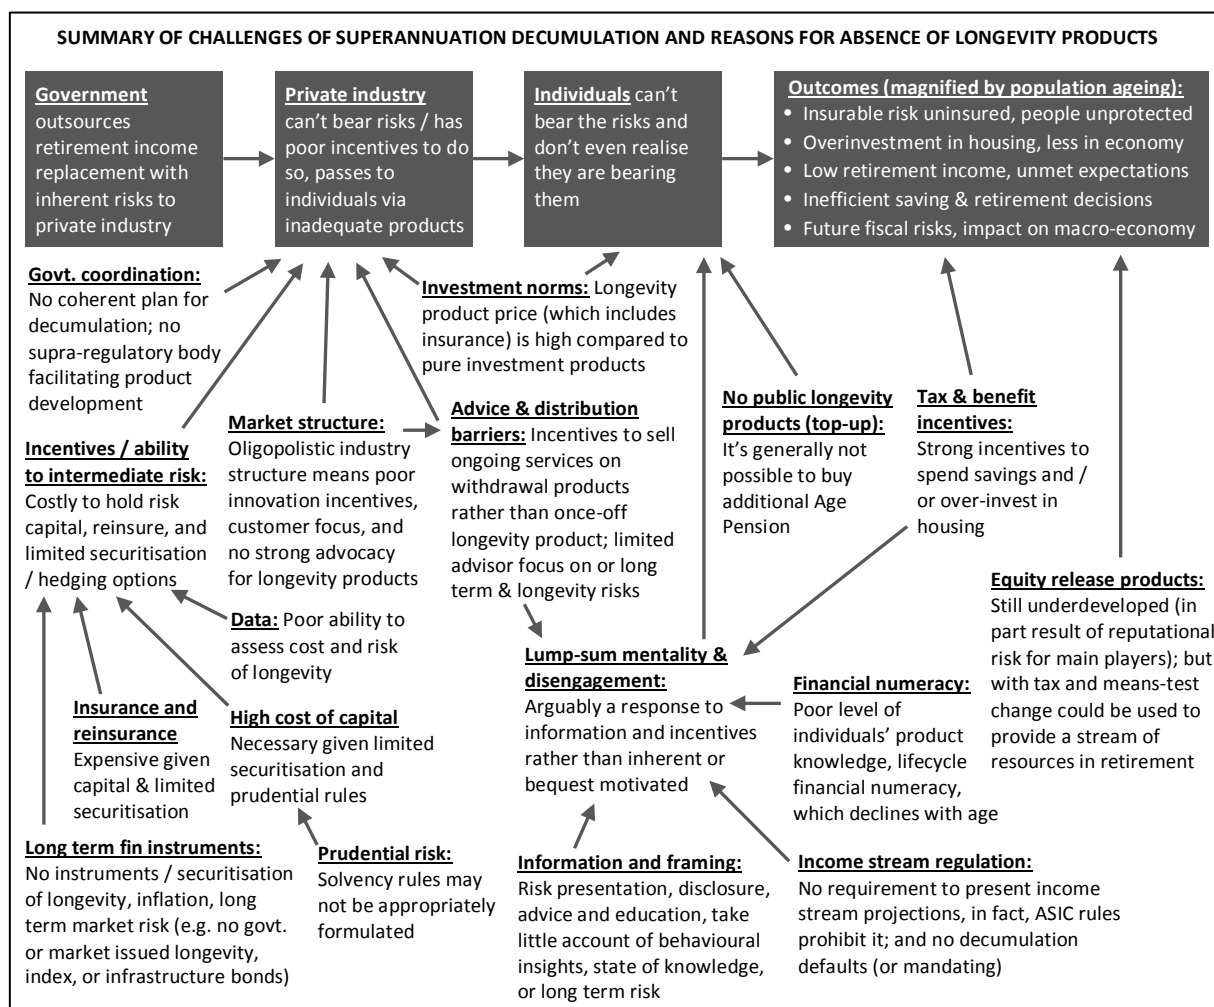 SUMMARY OF CHALLENGES OF SUPERANNUATION DECUMULATION AND REASONS FOR ABSENCE OF LONGEVITY PRODUCTS
Government
outsources
retirement income
replacement with
inherent risks to
private industry
Private industry
can't bear risks / has
poor incentives to do
so, passes to
individuals via
inadequate products
Individuals can't
bear the risks and
don't even realise
they are bearing
them
Outcomes (magnified by population ageing):
• Insurable risk uninsured, people unprotected
• Overinvestment in housing, less in economy
• Low retirement income, unmet expectations
• Inefficient saving & retirement decisions
• Future fiscal risks, impact on macro-economy
Govt. coordination:
No coherent plan for
decumulation; no
supra-regulatory body
facilitating product
development
Investment norms: Longevity
product price (which includes
insurance) is high compared to
pure investment products
Incentives / ability
to intermediate risk:
Costly to hold risk
capital, reinsure, and
limited securitisation
/ hedging options
Market structure:
Oligopolistic industry
structure means poor
innovation incentives,
customer focus, and
no strong advocacy
for longevity products
Advice & distribution
barriers: Incentives to sell
ongoing services on
withdrawal products
rather than once-off
longevity product; limited
advisor focus on or long
term & longevity risks
No public longevity
products (top-up):
It's generally not
possible to buy
additional Age
Pension
Tax & benefit
incentives:
Strong incentives to
spend savings and /
or over-invest in
housing
Equity release products:
Still underdeveloped (in
part result of reputational
risk for main players); but
with tax and means-test
change could be used to
provide a stream of
resources in retirement
Data: Poor ability to
assess cost and risk
of longevity
Lump-sum mentality &
disengagement:
Arguably a response to
information and incentives
rather than inherent or
bequest motivated
Financial numeracy:
Poor level of
individuals' product
knowledge, lifecycle
financial numeracy,
which declines with age
Insurance and
reinsurance
Expensive given
capital & limited
securitisation
High cost of capital
Necessary given limited
securitisation and
prudential rules
Long term fin instruments:
No instruments / securitisation
of longevity, inflation, long
term market risk (e.g. no govt.
or market issued longevity,
index, or infrastructure bonds)
Prudential risk:
Solvency rules may
not be appropriately
formulated
Information and framing:
Risk presentation, disclosure,
advice and education, take
little account of behavioural
insights, state of knowledge,
or long term risk
Income stream regulation:
No requirement to present income
stream projections, in fact, ASIC rules
prohibit it; and no decumulation
defaults (or mandating)